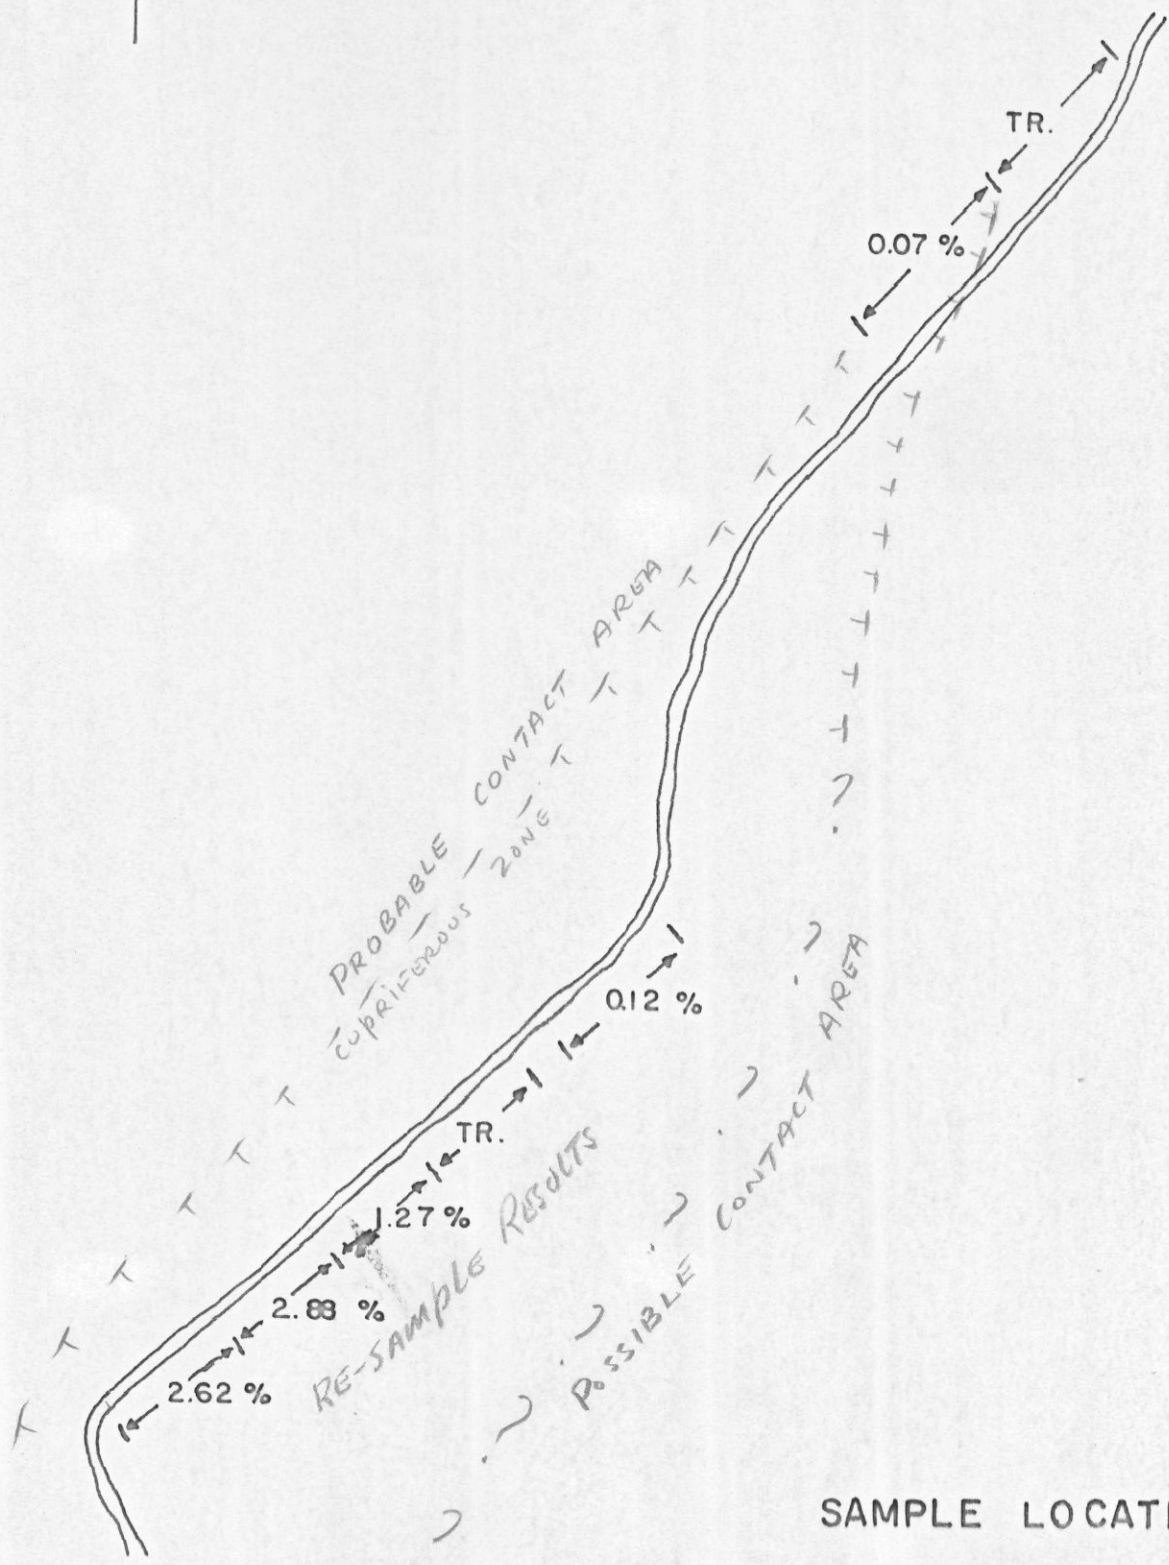 TR.
0.07 %
PROBABLE CONTACT AREA
CUPRIFEROUS ZONE
0.12 %
TR.
1.27 %
2.88 %
2.62 %
RE-SAMPLE RESULTS
POSSIBLE CONTACT AREA
SAMPLE LOCATI